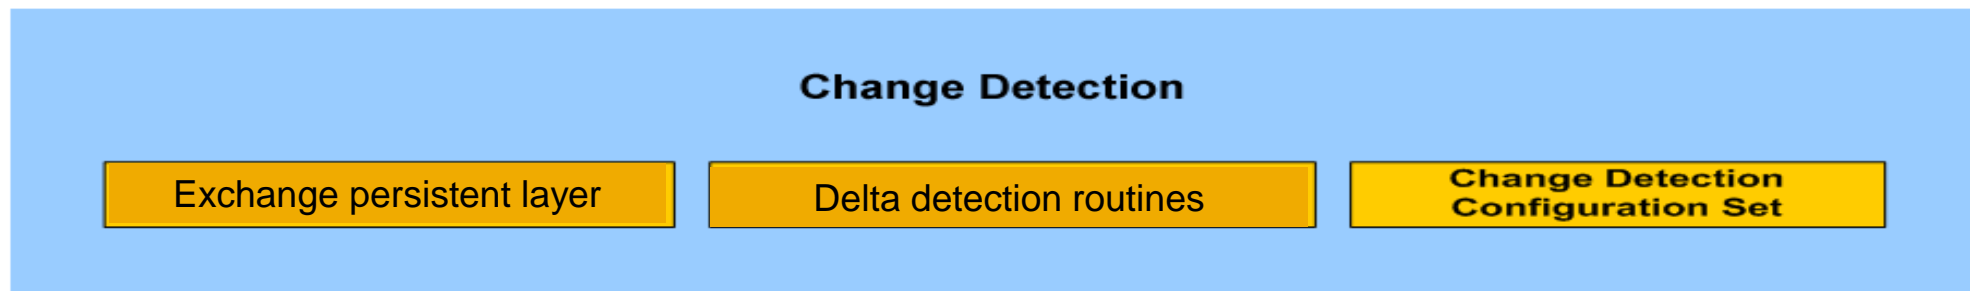 Change Detection
Exchange persistent layer
Delta detection routines
Change Detection
Configuration Set